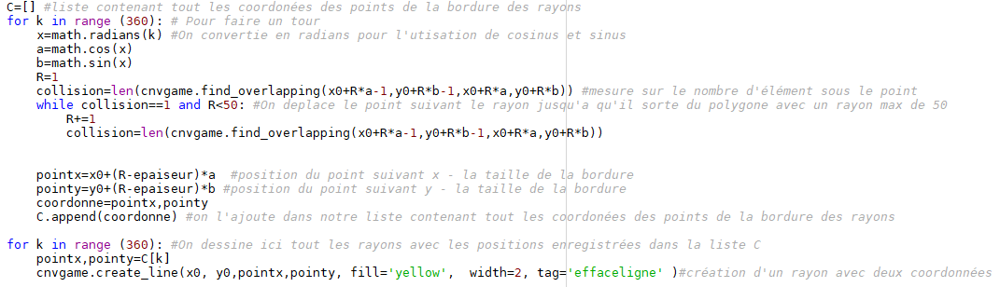 C=[] #liste contenant tout les coordonées des points de la bordure des rayons
for k in range (360): # Pour faire un tour
    x=math.radians(k) #On convertie en radians pour l'utisation de cosinus et sinus
    a=math.cos(x)
    b=math.sin(x)
    R=1
    collision=len(cnvgame.find_overlapping(x0+R*a-1,y0+R*b-1,x0+R*a,y0+R*b)) #mesure sur le nombre d'élément sous le point
    while collision==1 and R<50: #On deplace le point suivant le rayon jusqu'a qu'il sorte du polygone avec un rayon max de 50
        R+=1
        collision=len(cnvgame.find_overlapping(x0+R*a-1,y0+R*b-1,x0+R*a,y0+R*b))
    pointx=x0+(R-epaiseur)*a  #position du point suivant x - la taille de la bordure
    pointy=y0+(R-epaiseur)*b #position du point suivant y - la taille de la bordure
    coordonne=pointx,pointy
    C.append(coordonne) #on l'ajoute dans notre liste contenant tout les coordonées des points de la bordure des rayons
for k in range (360): #On dessine ici tout les rayons avec les positions enregistrées dans la liste C
    pointx,pointy=C[k]
    cnvgame.create_line(x0, y0,pointx,pointy, fill='yellow',  width=2, tag='effaceligne' )#création d'un rayon avec deux coordonnées